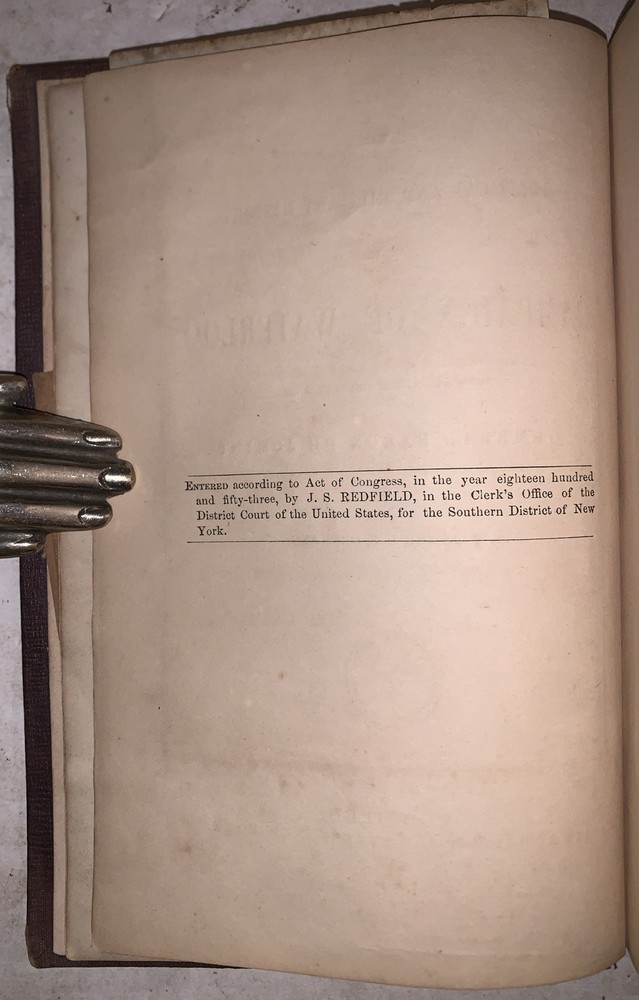 ENTERED according to Act of Congress, in the year eighteen hundred
and fifty-three, by J. S. REDFIELD, in the Clerk's Office of the
District Court of the United States, for the Southern District of New
York.